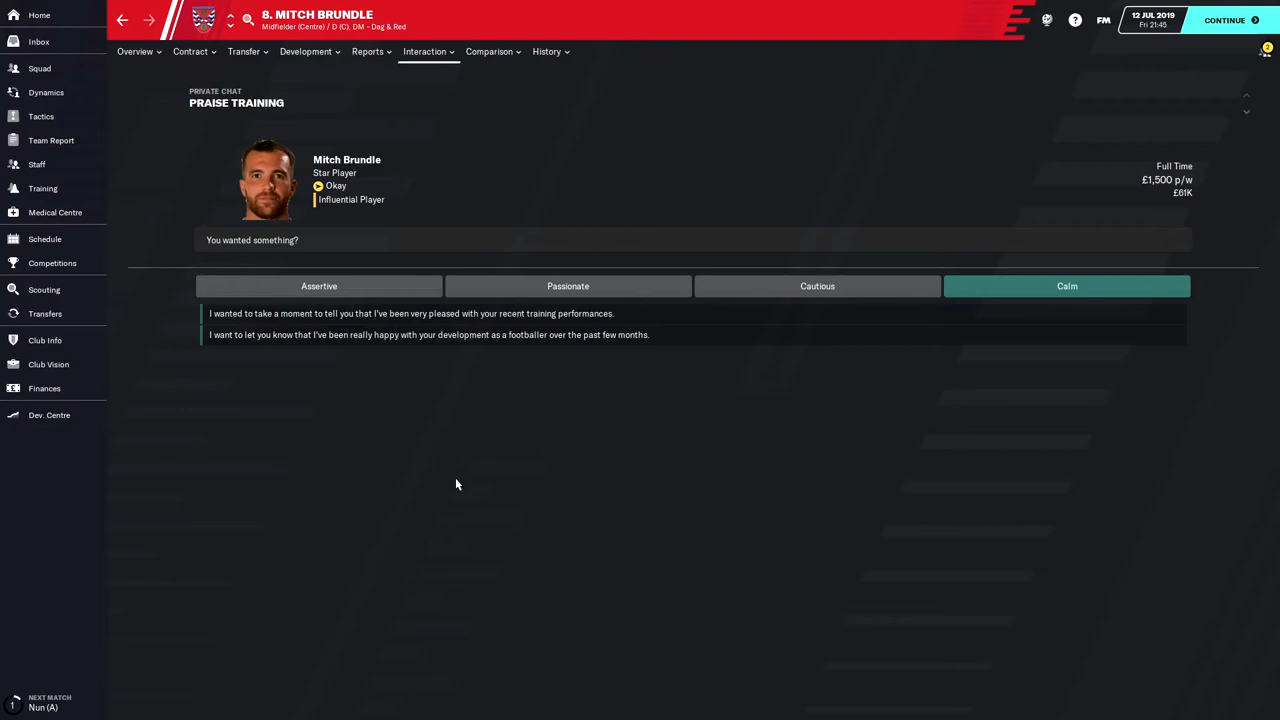 Home
Inbox
Squad
Dynamics
Tactics
Team Report
Staff
Training
Medical Centre
Schedule
Competitions
Scouting
Transfers
Club Info
Club Vision
Finances
Dev. Centre
1
NEXT MATCH
Nun (A)
8. MITCH BRUNDLE
Midfielder (Centre) / D (C), DM - Dag & Red
?
FM
12 JUL 2019
Fri 21:45
CONTINUE
Overview
Contract
Transfer
Development
Reports
Interaction
Comparison
History
2
PRIVATE CHAT
PRAISE TRAINING
Mitch Brundle
Star Player
Okay
Influential Player
Full Time
£1,500 p/w
£61K
You wanted something?
Assertive
Passionate
Cautious
Calm
I wanted to take a moment to tell you that I've been very pleased with your recent training performances.
I want to let you know that I've been really happy with your development as a footballer over the past few months.